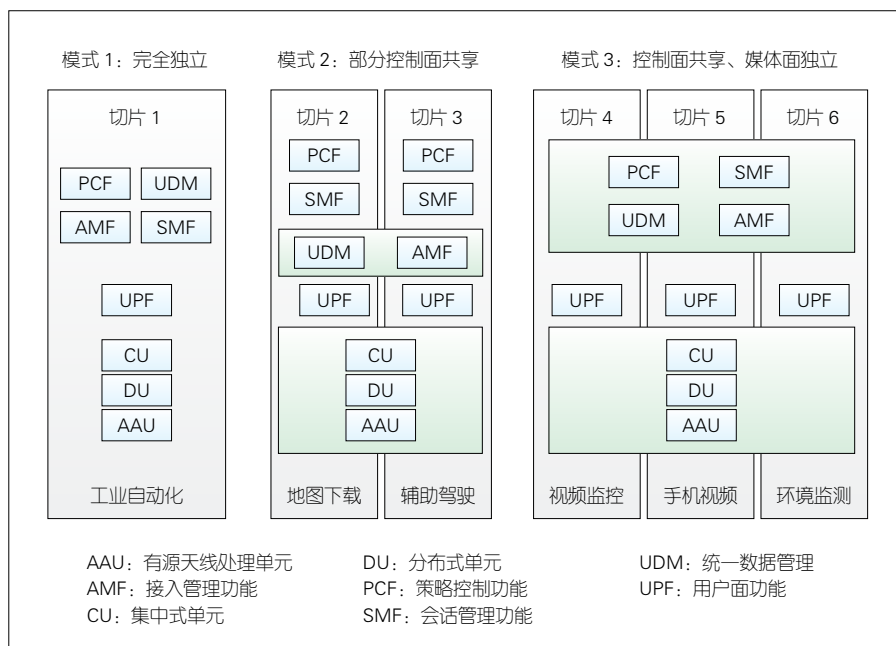 模式 1：完全独立
模式 2：部分控制面共享
模式 3：控制面共享、媒体面独立
切片 1
切片 2
切片 3
切片 4
切片 5
切片 6
PCF
UDM
AMF
SMF
UPF
CU
DU
AAU
工业自动化
PCF
PCF
SMF
SMF
UDM
AMF
UPF
UPF
CU
DU
AAU
地图下载
辅助驾驶
PCF
SMF
UDM
AMF
UPF
UPF
UPF
CU
DU
AAU
视频监控
手机视频
环境监测
AAU：有源天线处理单元
AMF：接入管理功能
CU：集中式单元
DU：分布式单元
PCF：策略控制功能
SMF：会话管理功能
UDM：统一数据管理
UPF：用户面功能